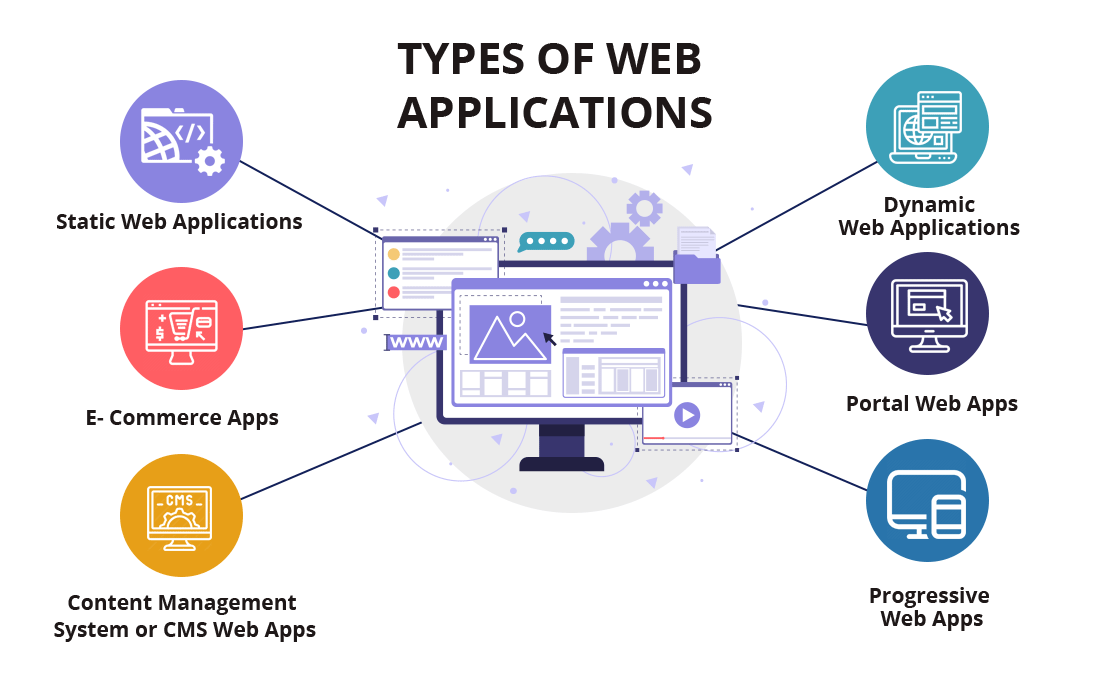 TYPES OF WEB
APPLICATIONS
</>
Static Web Applications
Dynamic
Web Applications
$
E- Commerce Apps
WWW
Portal Web Apps
CMS
Content Management
System or CMS Web Apps
Progressive
Web Apps